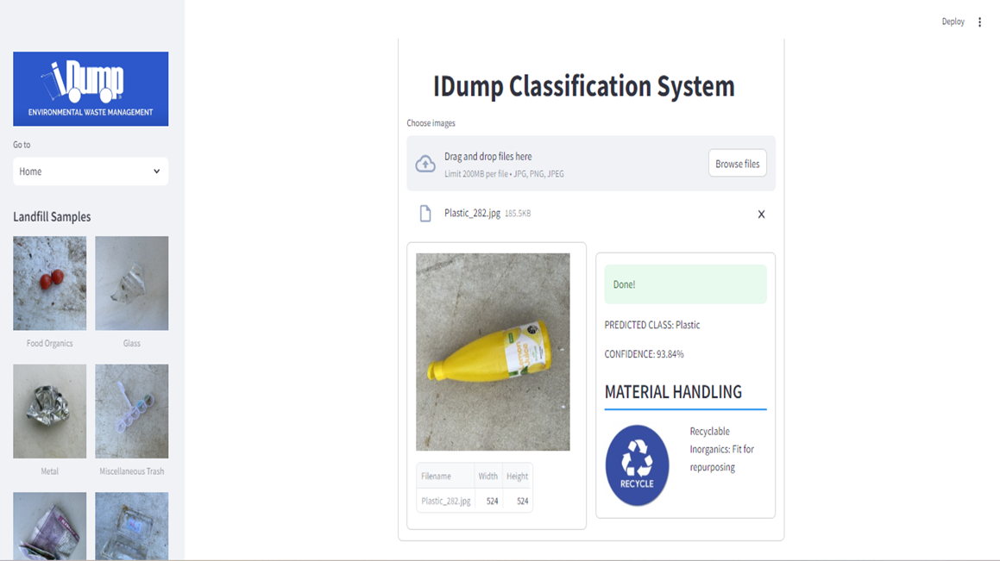 Deploy
iDump
ENVIRONMENTAL WASTE MANAGEMENT
Go to
Home
Landfill Samples
Food Organics
Glass
Metal
Miscellaneous Trash
IDump Classification System
Choose images
Drag and drop files here
Limit 200MB per file • JPG, PNG, JPEG
Browse files
Plastic_282.jpg 185.5KB
Filename Width Height
Plastic_282.jpg 524 524
Done!
PREDICTED CLASS: Plastic
CONFIDENCE: 93.84%
MATERIAL HANDLING
RECYCLE
Recyclable
Inorganics: Fit for
repurposing